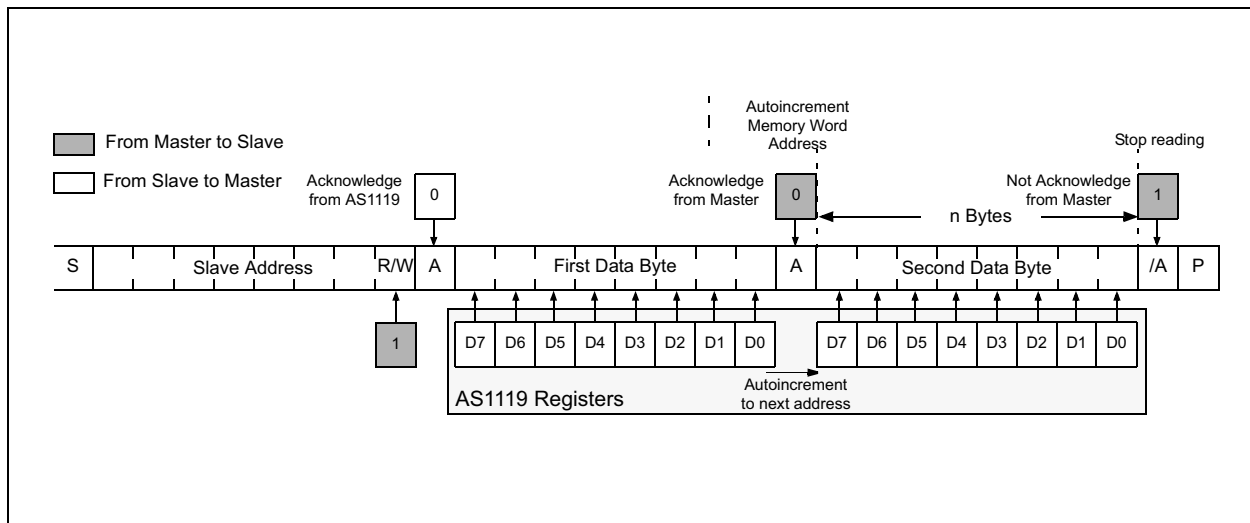 Autoincrement
Memory Word
Address
Stop reading
From Master to Slave
From Slave to Master
Acknowledge
from AS1119
0
Acknowledge
from Master
0
Not Acknowledge
from Master
1
n Bytes
S Slave Address R/W A First Data Byte A Second Data Byte /A P
1
D7 D6 D5 D4 D3 D2 D1 D0 D7 D6 D5 D4 D3 D2 D1 D0
Autoincrement
to next address
AS1119 Registers